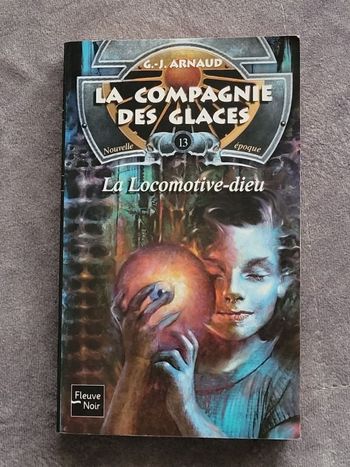 G.-J. ARNAUD
LA COMPAGNIE
DES GLACES
Nouvelle 13 époque
La Locomotive-dieu
Fleuve
Noir